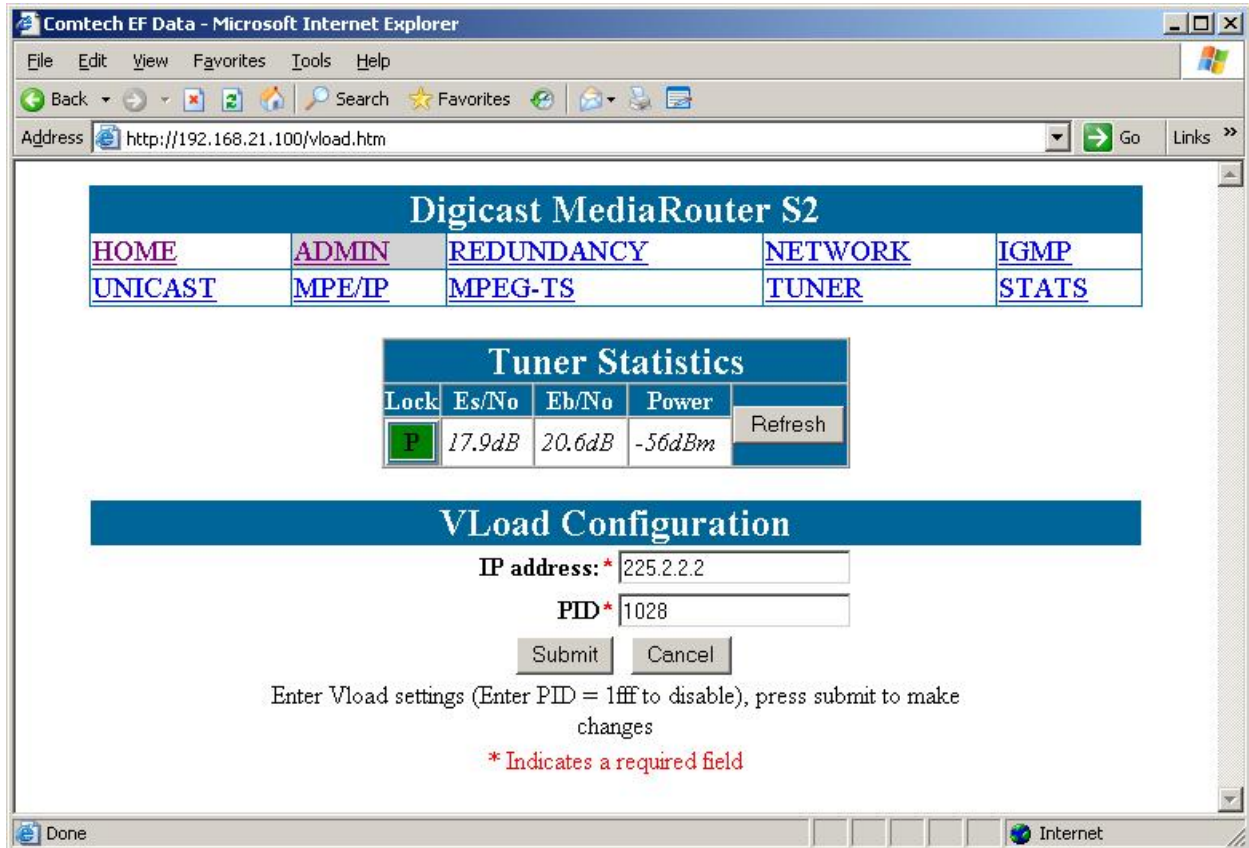 Comtech EF Data - Microsoft Internet Explorer
File Edit View Favorites Tools Help
Back Search Favorites
Address http://192.168.21.100/vload.htm Go Links »
Digicast MediaRouter S2
HOME ADMIN REDUNDANCY NETWORK IGMP
UNICAST MPE/IP MPEG-TS TUNER STATS
Tuner Statistics
Lock Es/No Eb/No Power Refresh
P 17.9dB 20.6dB -56dBm
VLoad Configuration
IP address:* 225.2.2.2
PID* 1028
Submit Cancel
Enter Vload settings (Enter PID = 1fff to disable), press submit to make
changes
* Indicates a required field
Done Internet